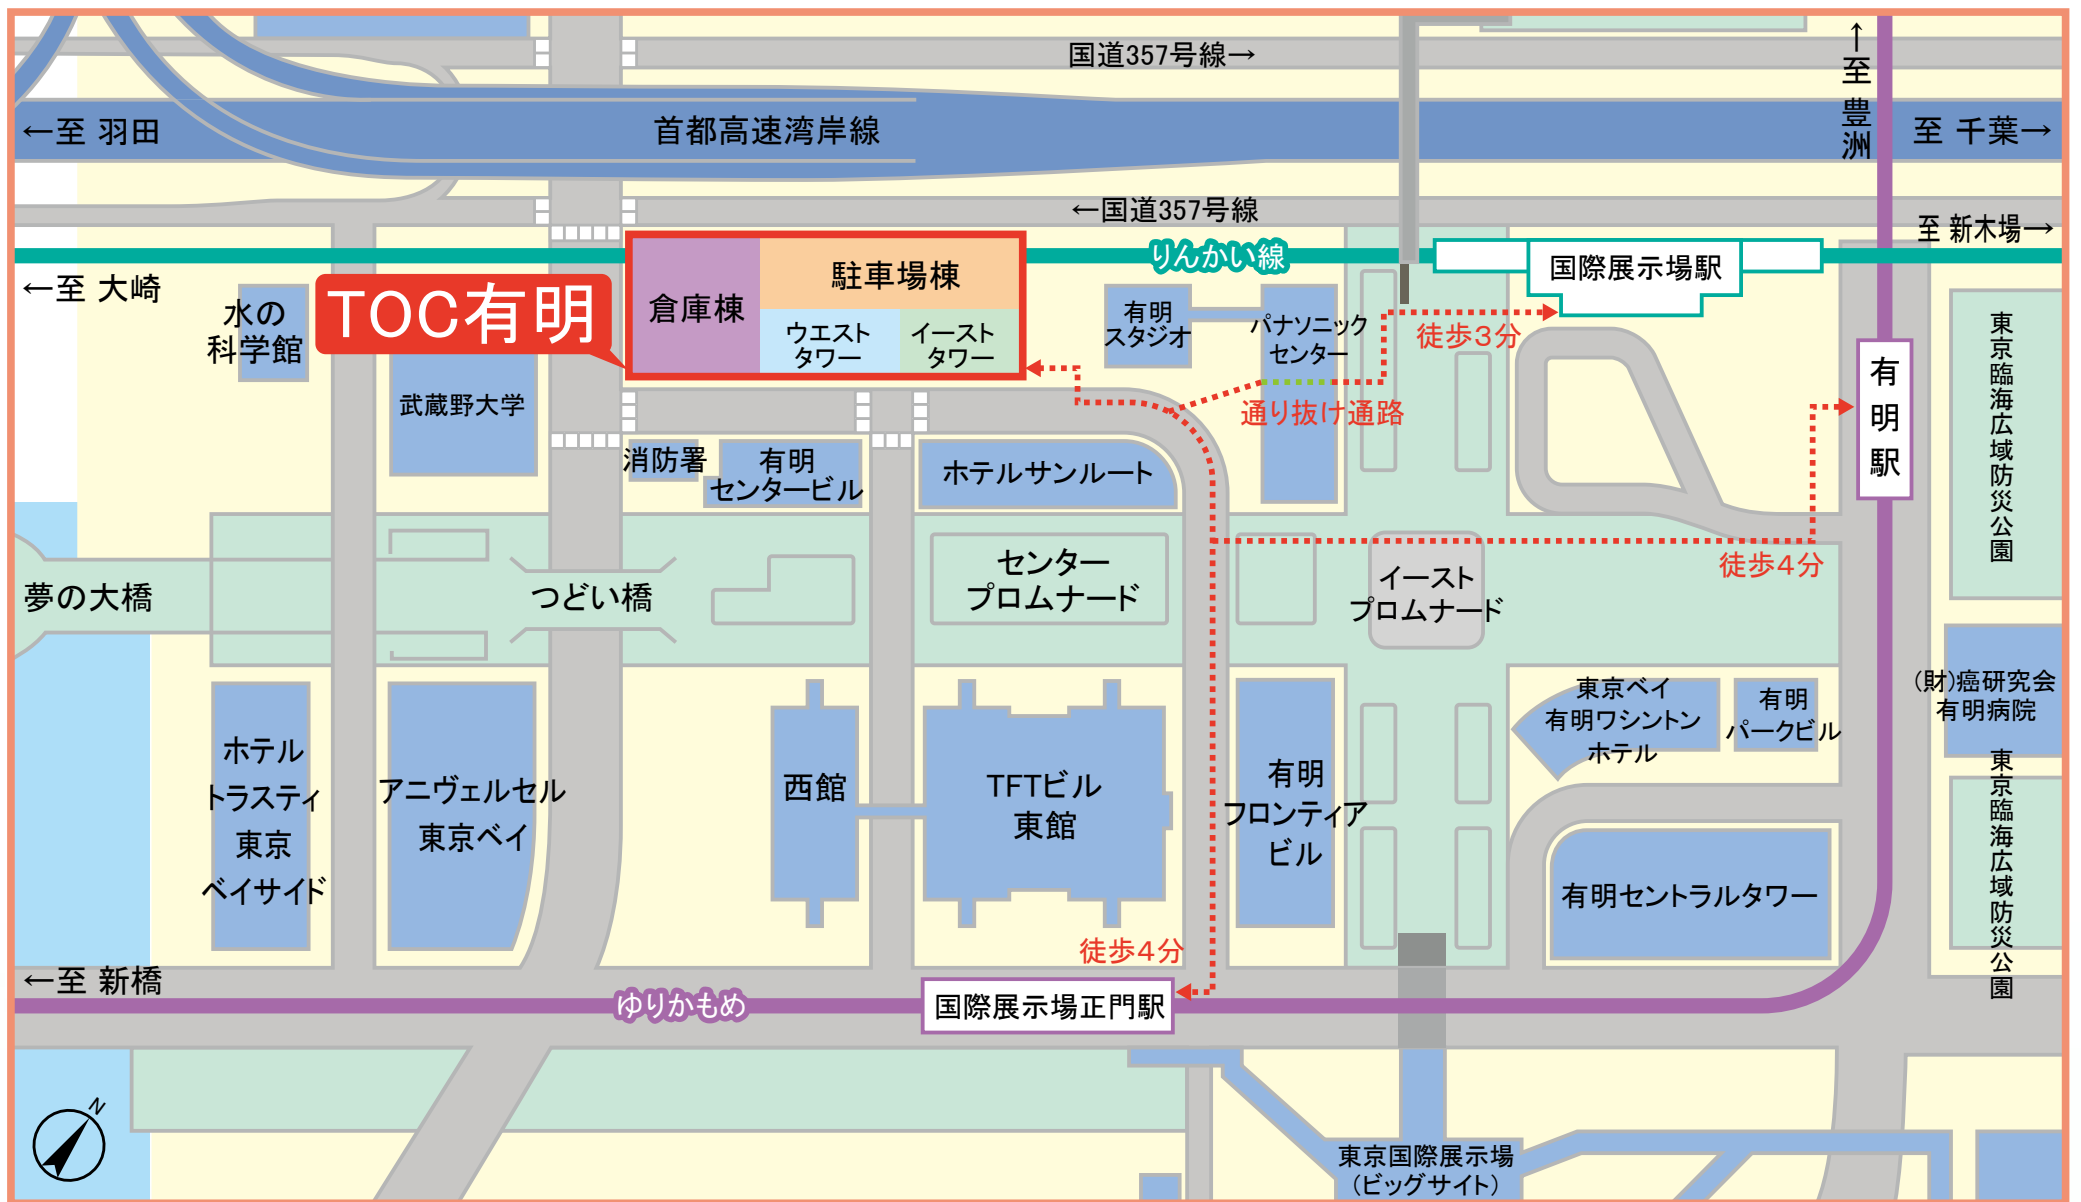 国道357号線→
↑至 豊洲
←至 羽田
首都高速湾岸線
至 千葉→
←国道357号線
至 新木場→
りんかい線
国際展示場駅
←至 大崎
水の
科学館
TOC有明
倉庫棟
駐車場棟
ウエスト
タワー
イースト
タワー
有明
スタジオ
パナソニック
センター
徒歩3分
通り抜け通路
有明駅
東京臨海広域防災公園
武蔵野大学
消防署
有明
センタービル
ホテルサンルート
夢の大橋
つどい橋
センター
プロムナード
イースト
プロムナード
徒歩4分
ホテル
トラスティ
東京
ベイサイド
アニヴェルセル
東京ベイ
西館
TFTビル
東館
有明
フロンティア
ビル
東京ベイ
有明ワシントン
ホテル
有明
パークビル
(財)癌研究会
有明病院
東京臨海広域防災公園
有明セントラルタワー
徒歩4分
←至 新橋
ゆりかもめ
国際展示場正門駅
N
東京国際展示場
(ビッグサイト)